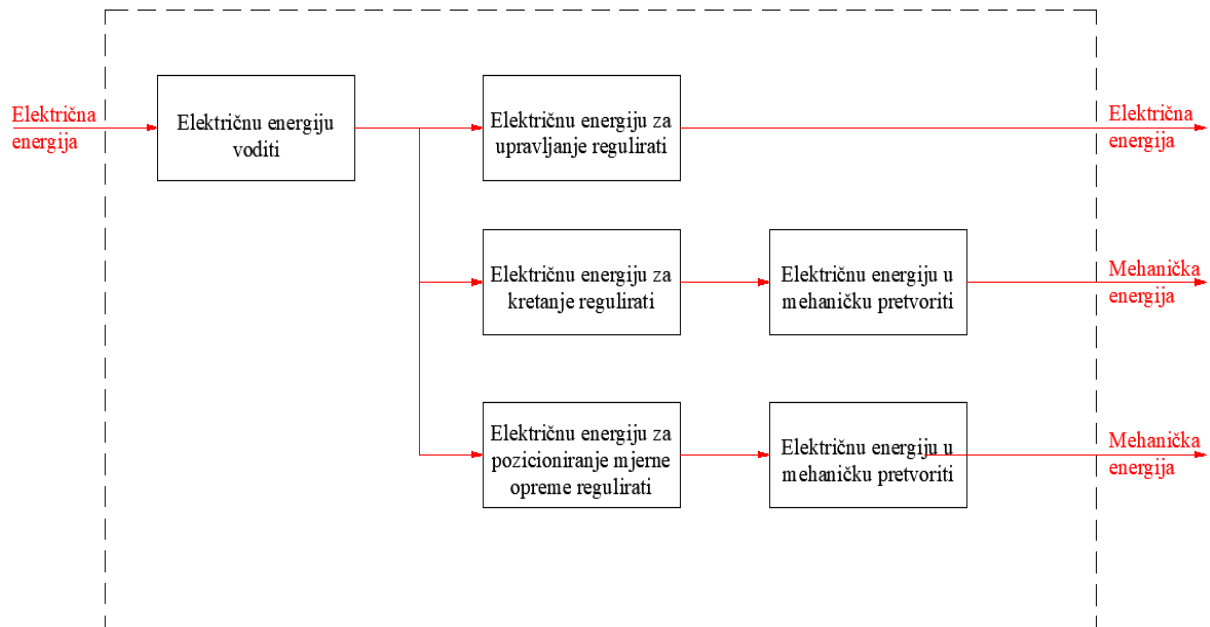 Električna
energija
Električnu energiju
voditi
Električnu energiju za
upravljanje regulirati
Električna
energija
Električnu energiju za
kretanje regulirati
Električnu energiju u
mehaničku pretvoriti
Mehanička
energija
Električnu energiju za
pozicioniranje mjerne
opreme regulirati
Električnu energiju u
mehaničku pretvoriti
Mehanička
energija